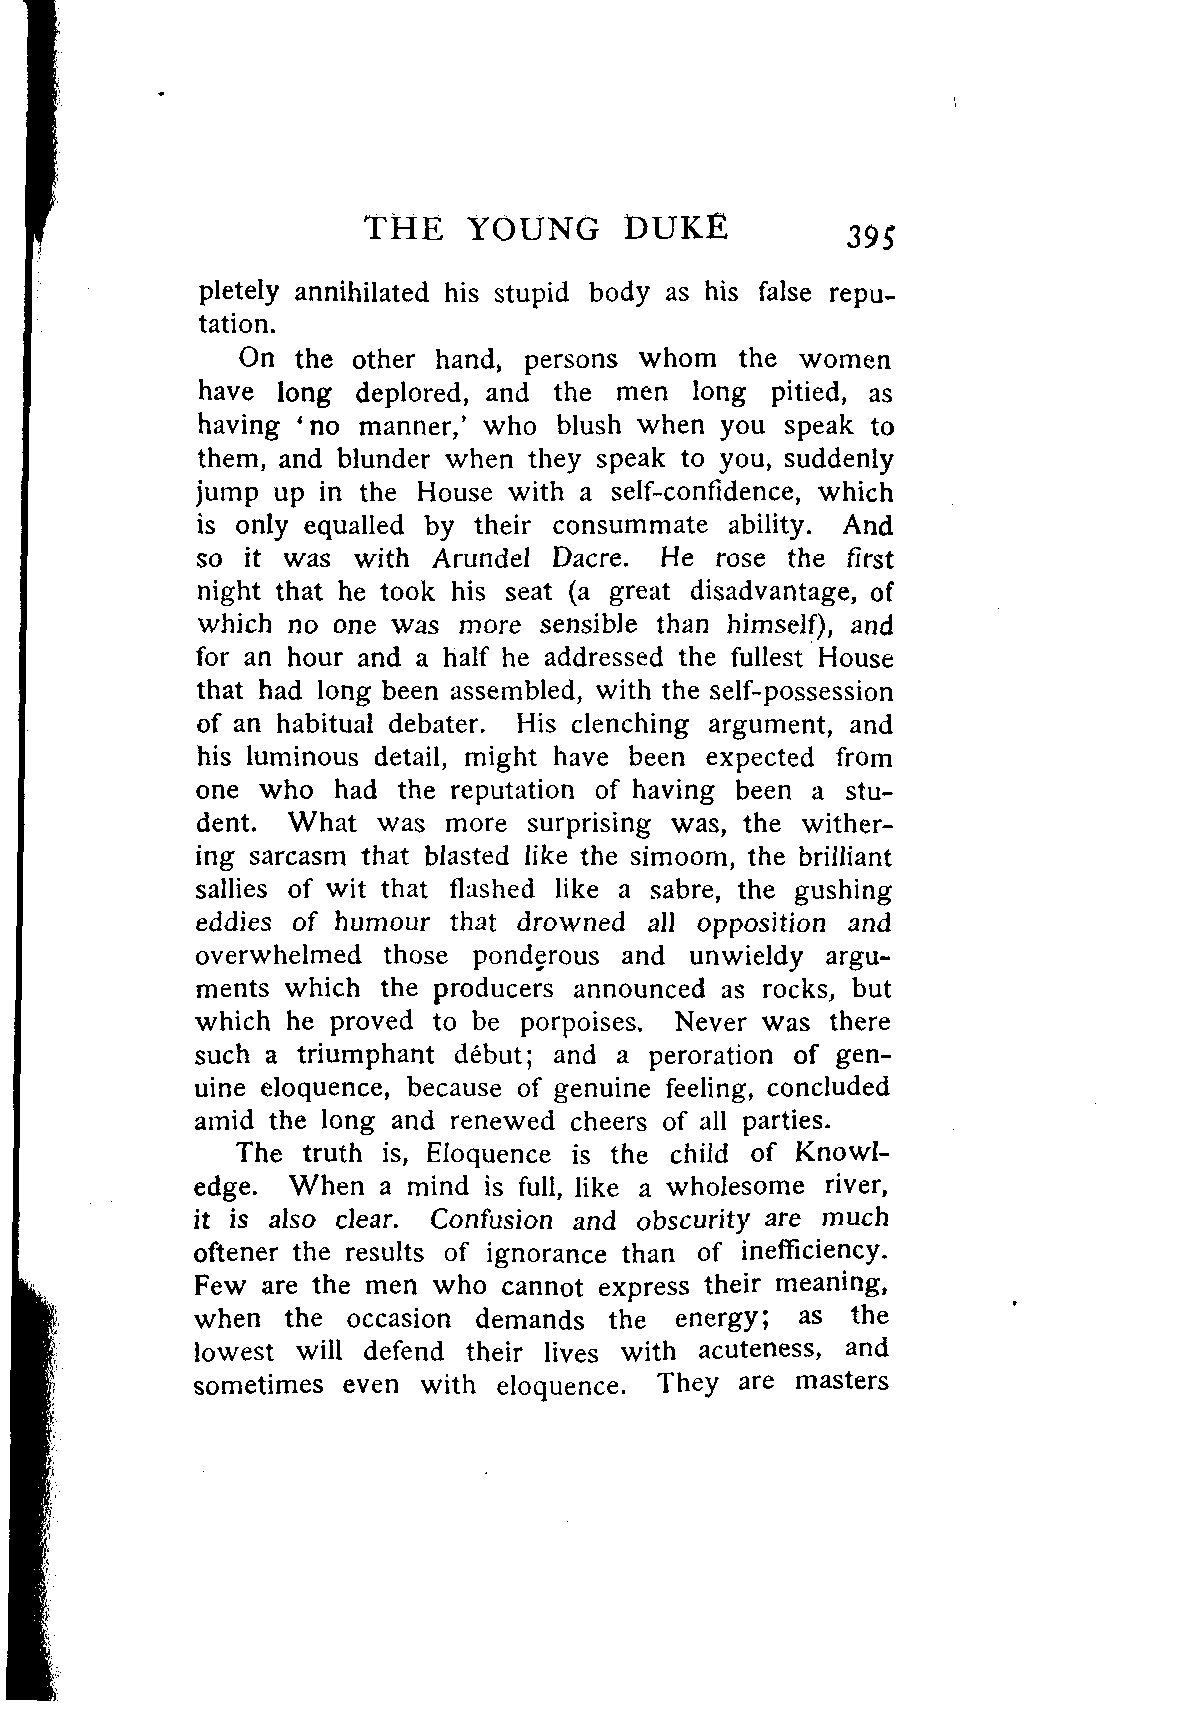 THE YOUNG DUKE 395
pletely annihilated his stupid body as his false repu-
tation.
On the other hand, persons whom the women
have long deplored, and the men long pitied, as
having ‘no manner,’ who blush when you speak to
them, and blunder when they speak to you, suddenly
jump up in the House with a self-confidence, which
is only equalled by their consummate ability. And
so it was with Arundel Dacre. He rose the first
night that he took his seat (a great disadvantage, of
which no one was more sensible than himself), and
for an hour and a half he addressed the fullest House
that had long been assembled, with the self-possession
of an habitual debater. His clenching argument, and
his luminous detail, might have been expected from
one who had the reputation of having been a stu-
dent. What was more surprising was, the wither-
ing sarcasm that blasted like the simoom, the brilliant
sallies of wit that flashed like a sabre, the gushing
eddies of humour that drowned all opposition and
overwhelmed those ponderous and unwieldy argu-
ments which the producers announced as rocks, but
which he proved to be porpoises. Never was there
such a triumphant début; and a peroration of gen-
uine eloquence, because of genuine feeling, concluded
amid the long and renewed cheers of all parties.
The truth is, Eloquence is the child of Knowl-
edge. When a mind is full, like a wholesome river,
it is also clear. Confusion and obscurity are much
oftener the results of ignorance than of inefficiency.
Few are the men who cannot express their meaning,
when the occasion demands the energy; as the
lowest will defend their lives with acuteness, and
sometimes even with eloquence. They are masters